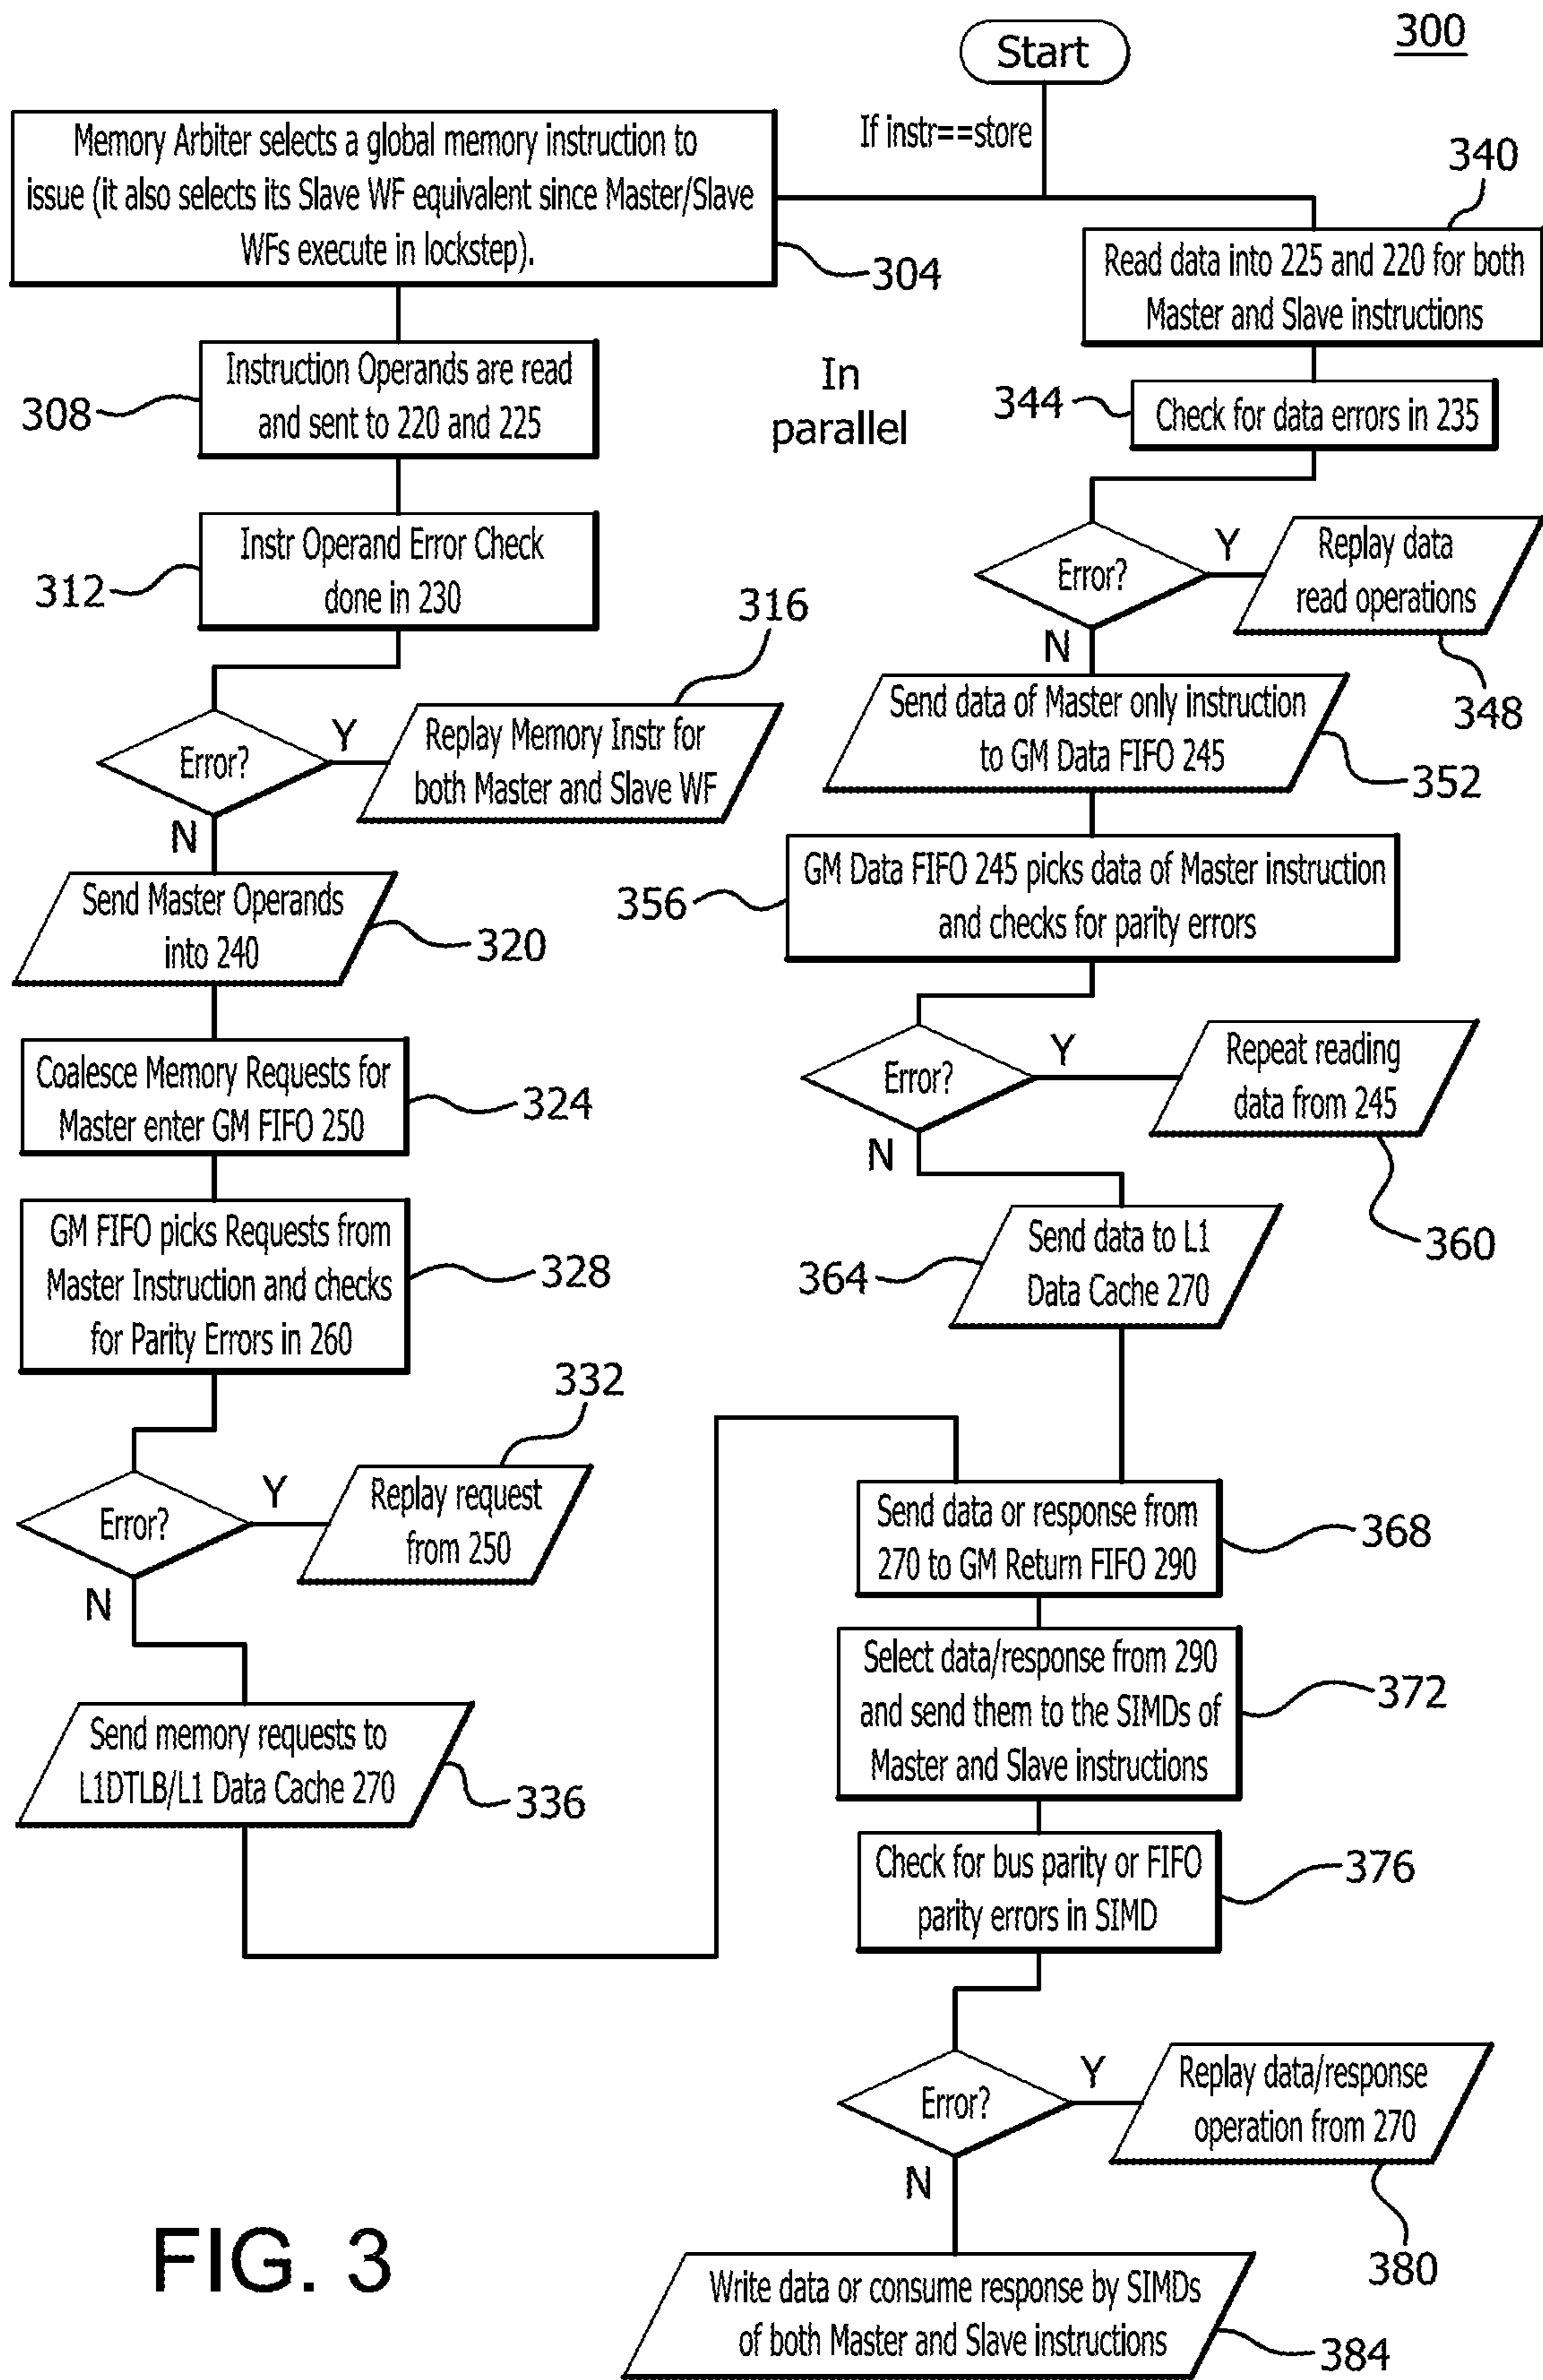 300
Start
If instr==store
Memory Arbiter selects a global memory instruction to
issue (it also selects its Slave WF equivalent since Master/Slave
WFs execute in lockstep).
304
Instruction Operands are read
and sent to 220 and 225
308
Instr Operand Error Check
done in 230
312
Error?
Y
N
Replay Memory Instr for
both Master and Slave WF
316
Send Master Operands
into 240
320
Coalesce Memory Requests for
Master enter GM FIFO 250
324
GM FIFO picks Requests from
Master Instruction and checks
for Parity Errors in 260
328
Error?
Y
N
Replay request
from 250
332
Send memory requests to
L1DTLB/L1 Data Cache 270
336
In
parallel
340
Read data into 225 and 220 for both
Master and Slave instructions
344
Check for data errors in 235
Error?
Y
N
Replay data
read operations
348
Send data of Master only instruction
to GM Data FIFO 245
352
GM Data FIFO 245 picks data of Master instruction
and checks for parity errors
356
Error?
Y
N
Repeat reading
data from 245
360
Send data to L1
Data Cache 270
364
Send data or response from
270 to GM Return FIFO 290
368
Select data/response from 290
and send them to the SIMDs of
Master and Slave instructions
372
Check for bus parity or FIFO
parity errors in SIMD
376
Error?
Y
N
Replay data/response
operation from 270
380
Write data or consume response by SIMDs
of both Master and Slave instructions
384
FIG. 3